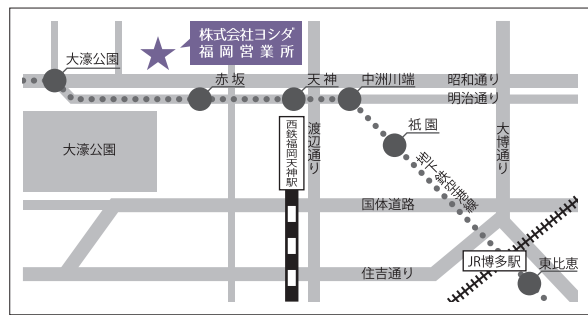 株式会社ヨシダ
福岡営業所
大濠公園
赤坂
天神
中洲川端
昭和通り
明治通り
祇園
大濠公園
西鉄福岡天神駅
渡辺通り
大博通り
地下鉄空港線
国体道路
住吉通り
JR博多駅
東比恵